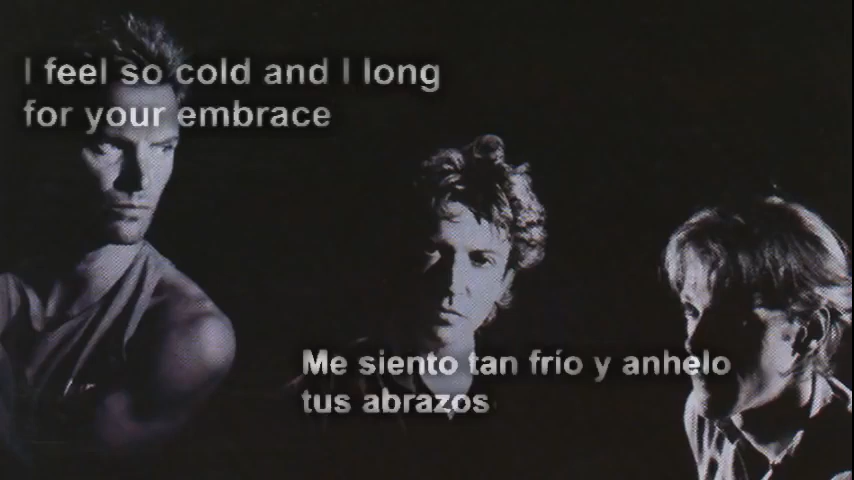 I feel so cold and I long
for your embrace
Me siento tan frío y anhelo
tus abrazos